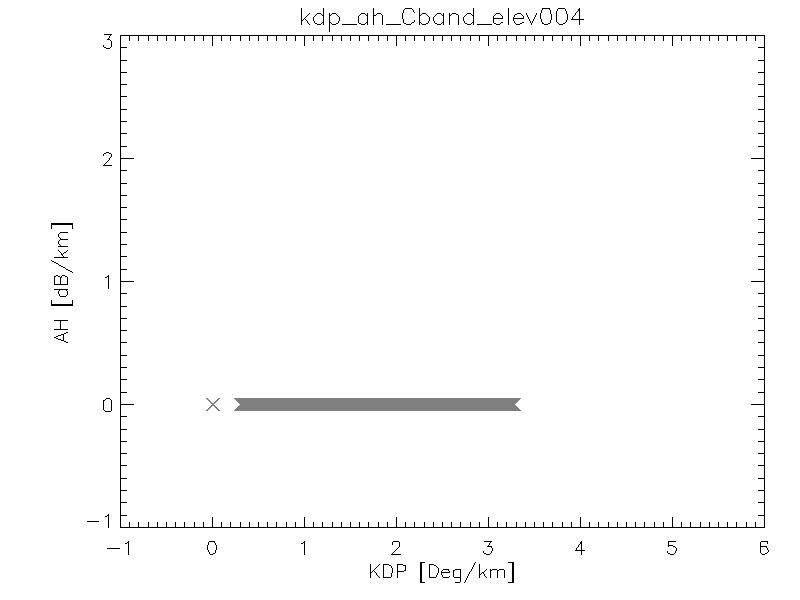 kdp_ah_Cband_elev004
3
2
1
0
−1
AH [dB/km]
−1 0 1 2 3 4 5 6
KDP [Deg/km]